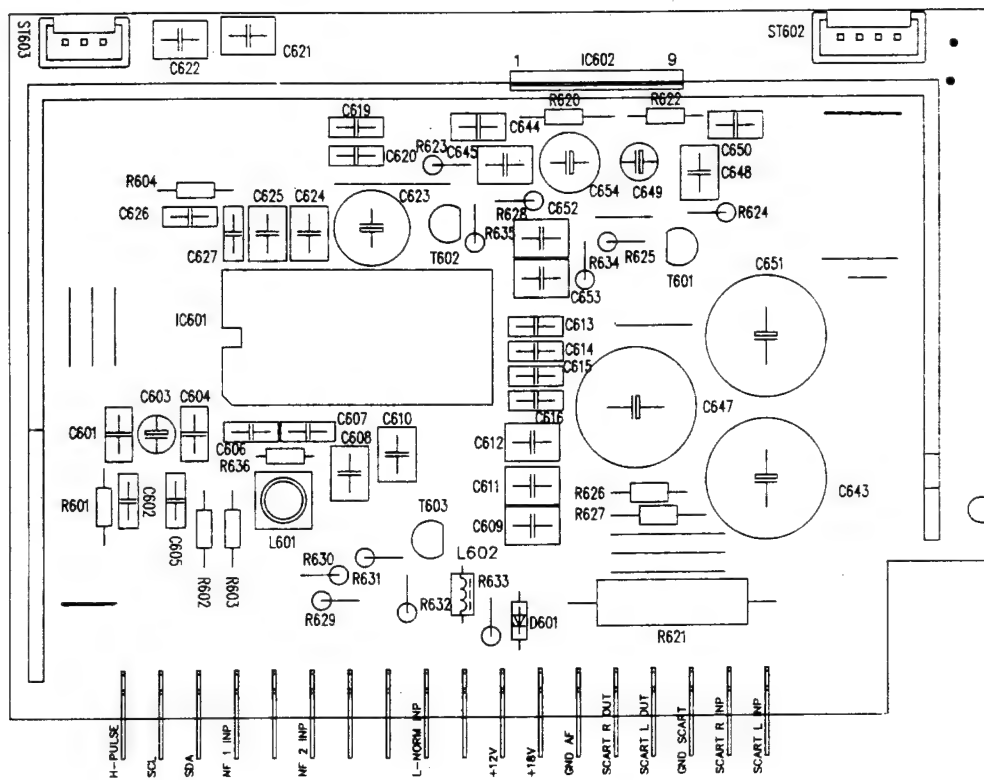 ST603
C622
C621
ST602
1
IC602
9
C619
C620
R623
C645
C644
R620
R622
C650
C654
C649
C648
R604
C626
C627
C625
C624
C623
T602
R635
R628
C652
R634
R625
T601
R624
C653
C651
IC601
C613
C614
C615
C616
C647
C601
C603
C604
C606
C607
R636
C608
C610
C612
C611
C609
R626
R627
C643
R601
C602
C605
R602
R603
L601
T603
R630
R631
R629
R632
L602
R633
D601
R621
H-PULSE
SCL
SDA
NF 1 INP
NF 2 INP
L-NORM INP
+12V
+18V
GND AF
SCART R OUT
SCART L OUT
GND SCART
SCART R INP
SCART L INP